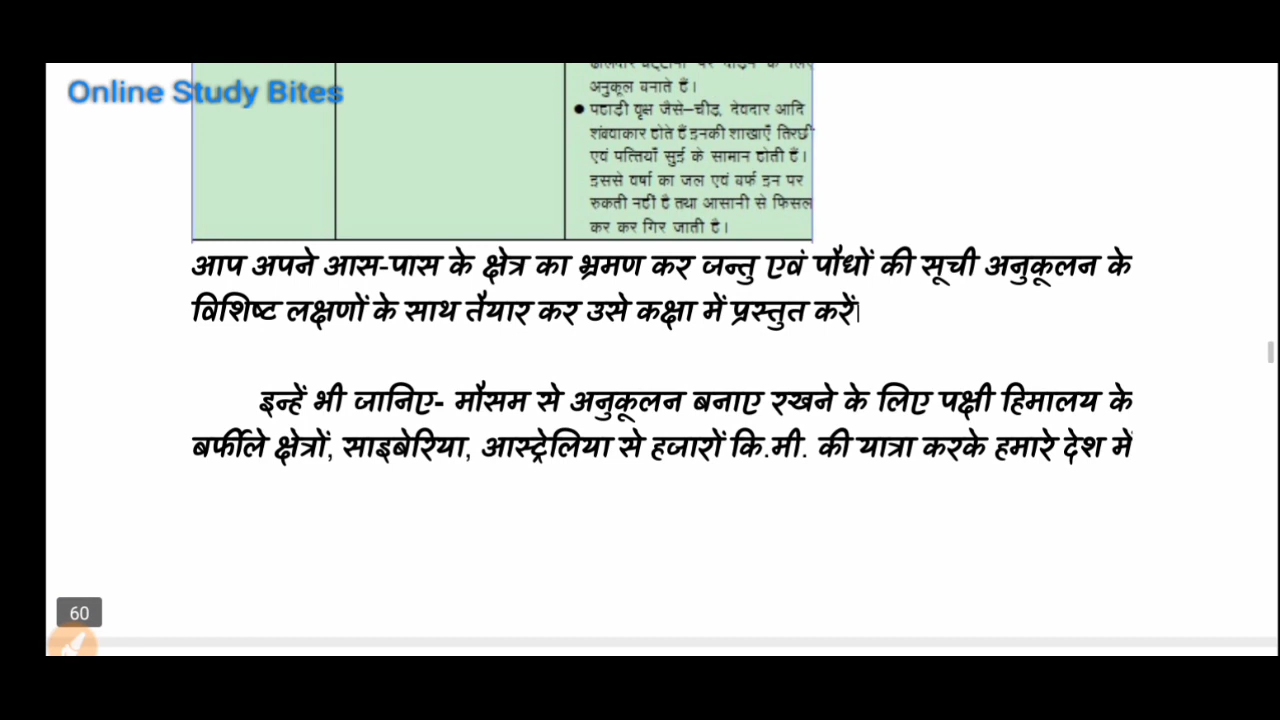 Online Study Bites
अनुकूल बनाते हैं।
● पहाड़ी वृक्ष जैसे–चीड़, देवदार आदि
शंक्वाकार होते हैं इनकी शाखाएँ तिरछी
एवं पत्तियाँ सुई के सामान होती हैं।
इससे वर्षा का जल एवं बर्फ इन पर
रुकती नहीं है तथा आसानी से फिसल
कर कर गिर जाती है।
आप अपने आस-पास के क्षेत्र का भ्रमण कर जन्तु एवं पौधों की सूची अनुकूलन के
विशिष्ट लक्षणों के साथ तैयार कर उसे कक्षा में प्रस्तुत करें।
इन्हें भी जानिए- मौसम से अनुकूलन बनाए रखने के लिए पक्षी हिमालय के
बर्फीले क्षेत्रों, साइबेरिया, आस्ट्रेलिया से हजारों कि.मी. की यात्रा करके हमारे देश में
60